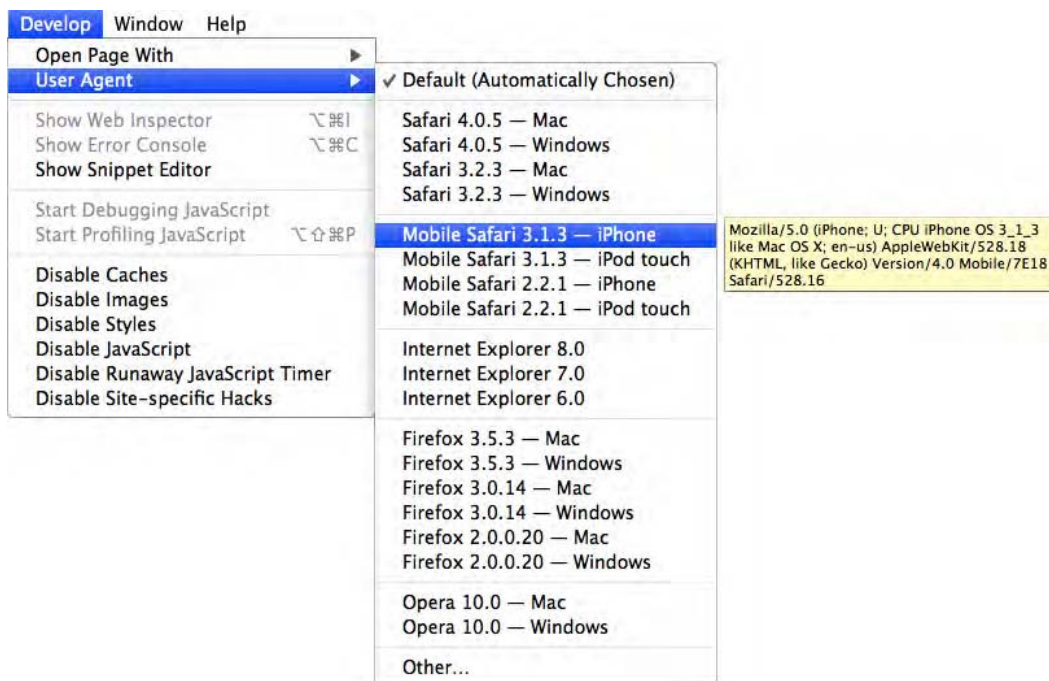 Develop Window Help
Open Page With ▶
User Agent ▶
Show Web Inspector ⌥⌘I
Show Error Console ⌥⌘C
Show Snippet Editor
Start Debugging JavaScript
Start Profiling JavaScript ⌥⇧⌘P
Disable Caches
Disable Images
Disable Styles
Disable JavaScript
Disable Runaway JavaScript Timer
Disable Site-specific Hacks
✓ Default (Automatically Chosen)
Safari 4.0.5 — Mac
Safari 4.0.5 — Windows
Safari 3.2.3 — Mac
Safari 3.2.3 — Windows
Mobile Safari 3.1.3 — iPhone
Mobile Safari 3.1.3 — iPod touch
Mobile Safari 2.2.1 — iPhone
Mobile Safari 2.2.1 — iPod touch
Internet Explorer 8.0
Internet Explorer 7.0
Internet Explorer 6.0
Firefox 3.5.3 — Mac
Firefox 3.5.3 — Windows
Firefox 3.0.14 — Mac
Firefox 3.0.14 — Windows
Firefox 2.0.0.20 — Mac
Firefox 2.0.0.20 — Windows
Opera 10.0 — Mac
Opera 10.0 — Windows
Other...
Mozilla/5.0 (iPhone; U; CPU iPhone OS 3_1_3
like Mac OS X; en-us) AppleWebKit/528.18
(KHTML, like Gecko) Version/4.0 Mobile/7E18
Safari/528.16